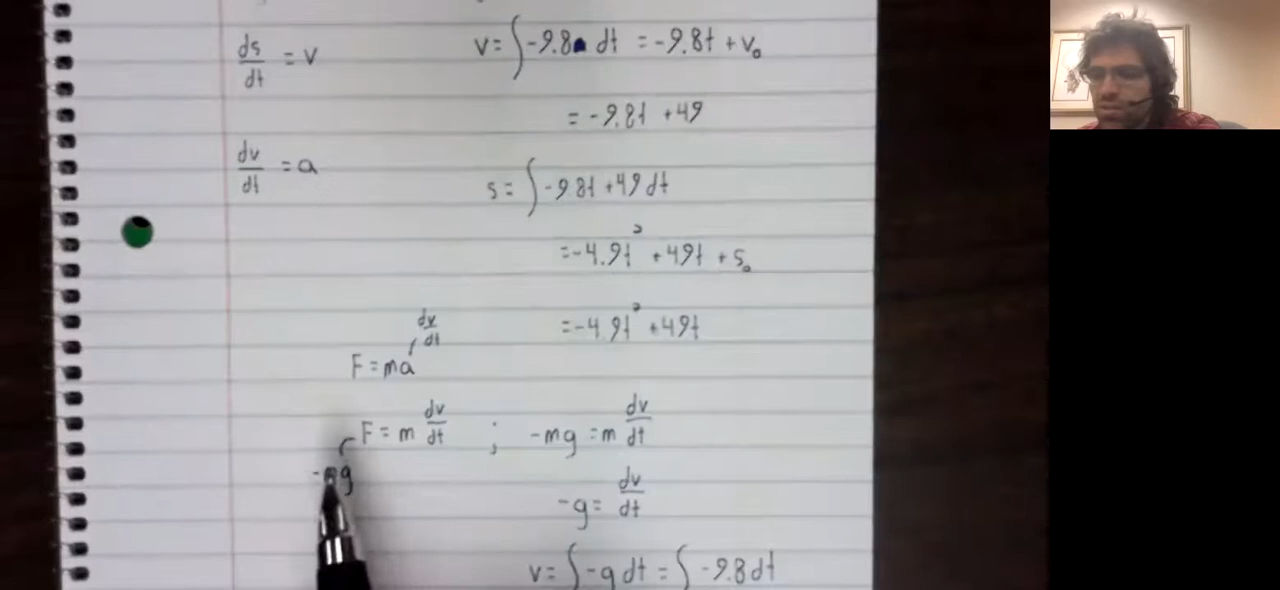 ds/dt = v
v = ∫ -9.8 dt = -9.8t + v₀
= -9.8t + 49
dv/dt = a
s = ∫ -9.8t + 49 dt
= -4.9t² + 49t + s₀
= -4.9t² + 49t
dv/dt
F = ma
F = m dv/dt ; -mg = m dv/dt
-mg
-g = dv/dt
v = ∫ -g dt = ∫ -9.8 dt